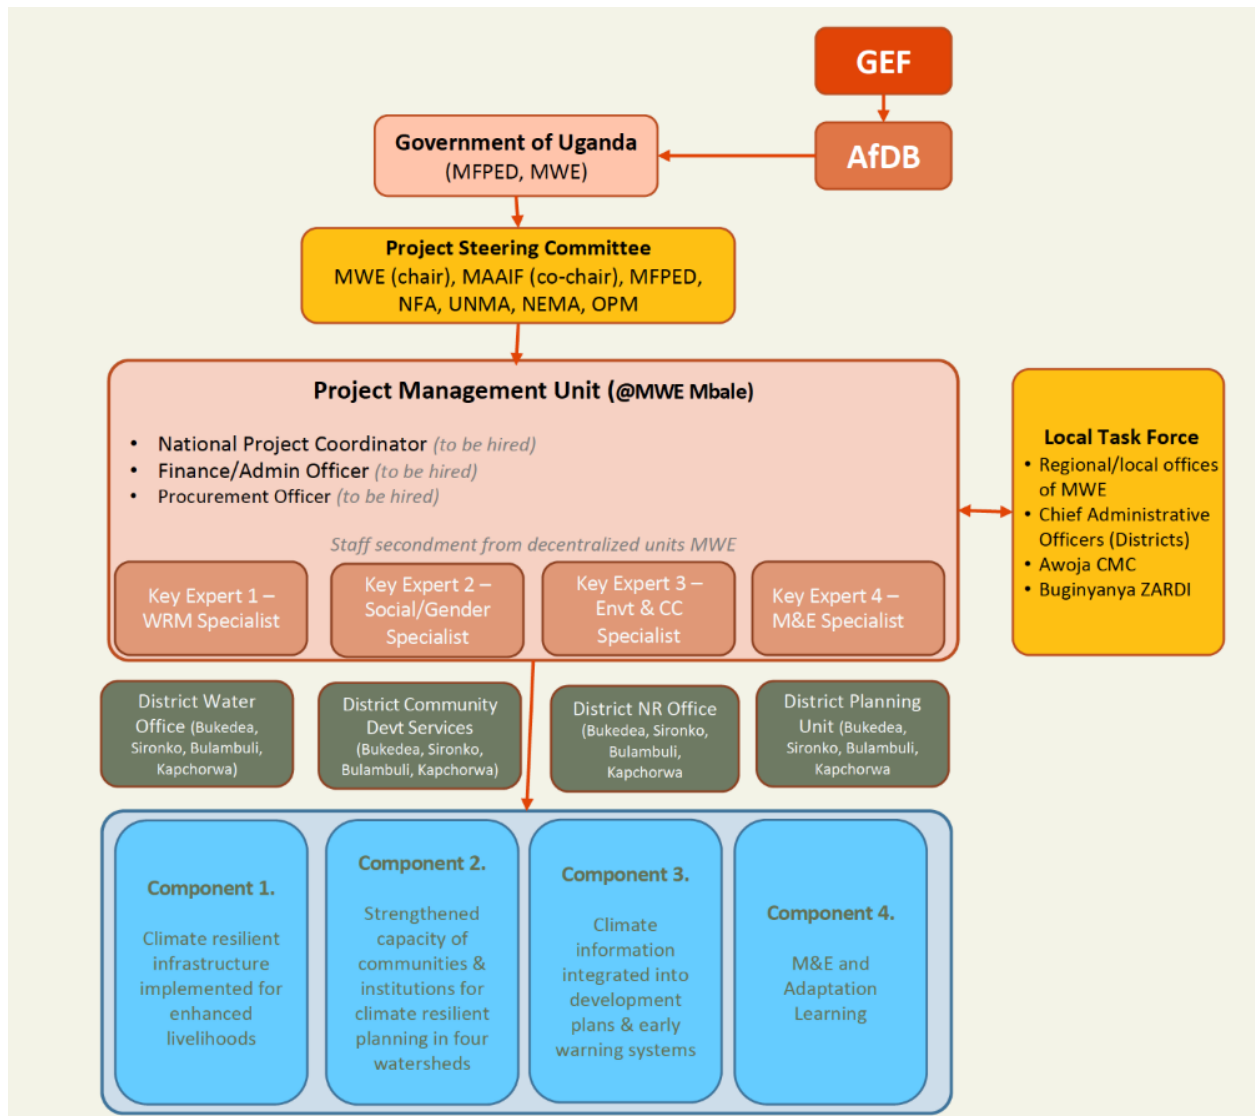 GEF
AfDB
Government of Uganda
(MFPED, MWE)
Project Steering Committee
MWE (chair), MAAIF (co-chair), MFPED,
NFA, UNMA, NEMA, OPM
Project Management Unit (@MWE Mbale)
• National Project Coordinator (to be hired)
• Finance/Admin Officer (to be hired)
• Procurement Officer (to be hired)
Staff secondment from decentralized units MWE
Key Expert 1 –
WRM Specialist
Key Expert 2 –
Social/Gender
Specialist
Key Expert 3 –
Envt & CC
Specialist
Key Expert 4 –
M&E Specialist
Local Task Force
• Regional/local offices
of MWE
• Chief Administrative
Officers (Districts)
• Awoja CMC
• Buginyanya ZARDI
District Water
Office (Bukedea,
Sironko, Bulambuli,
Kapchorwa)
District Community
Devt Services
(Bukedea, Sironko,
Bulambuli, Kapchorwa)
District NR Office
(Bukedea, Sironko,
Bulambuli,
Kapchorwa
District Planning
Unit (Bukedea,
Sironko, Bulambuli,
Kapchorwa
Component 1.
Climate resilient
infrastructure
implemented for
enhanced
livelihoods
Component 2.
Strengthened
capacity of
communities &
institutions for
climate resilient
planning in four
watersheds
Component 3.
Climate
information
integrated into
development
plans & early
warning systems
Component 4.
M&E and
Adaptation
Learning